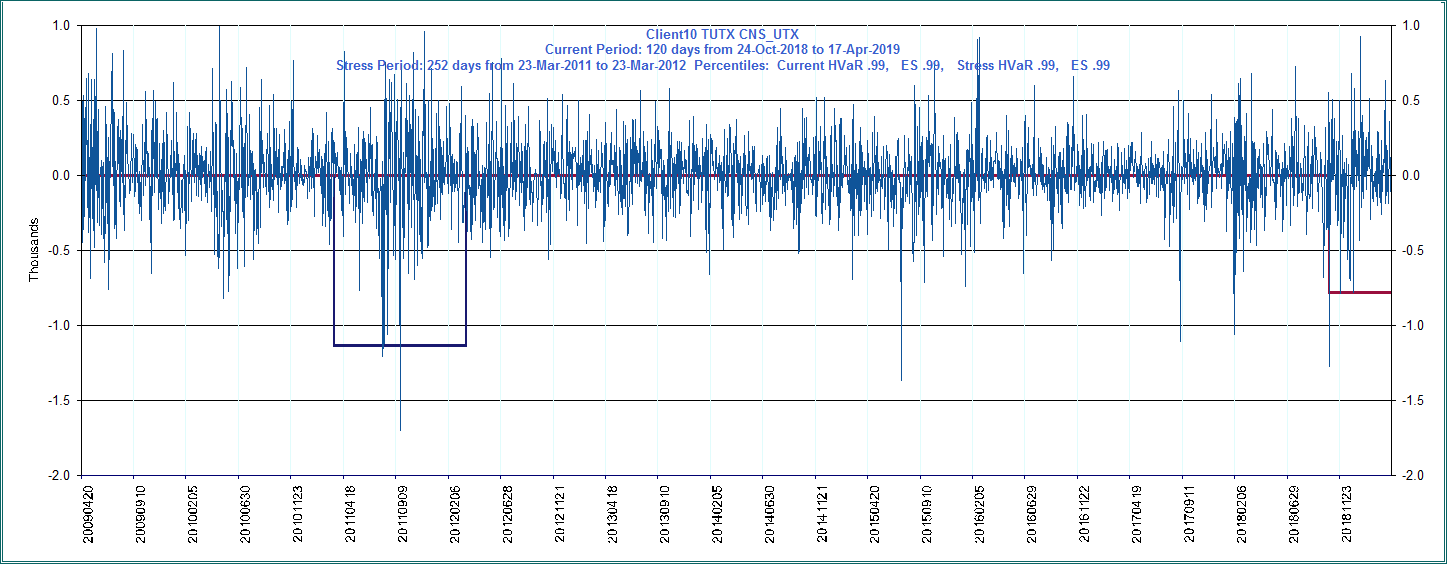 Client10 TUTX CNS_UTX
Current Period: 120 days from 24-Oct-2018 to 17-Apr-2019
Stress Period: 252 days from 23-Mar-2011 to 23-Mar-2012 Percentiles: Current HVaR .99, ES .99, Stress HVaR .99, ES .99
1.0 1.0
0.5 0.5
0.0 0.0
-0.5 -0.5
-1.0 -1.0
-1.5 -1.5
-2.0 -2.0
Thousands
20090420 20090910 20100205 20100630 20101123 20110418 20110909 20120206 20120628 20121121 20130418 20130910 20140205 20140630 20141121 20150420 20150910 20160205 20160629 20161122 20170419 20170911 20180206 20180629 20181123